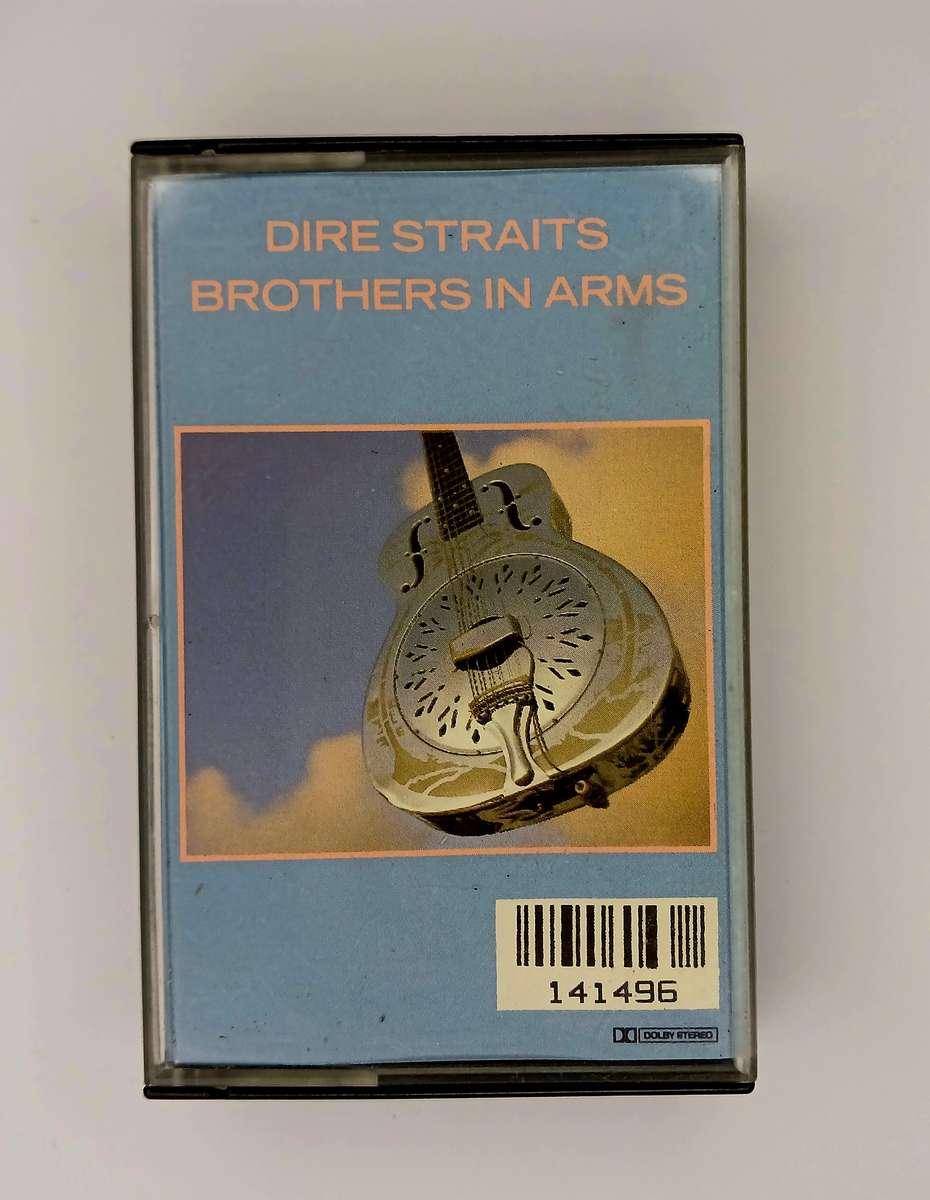 DIRE STRAITS
BROTHERS IN ARMS
141496
DOLBY STEREO